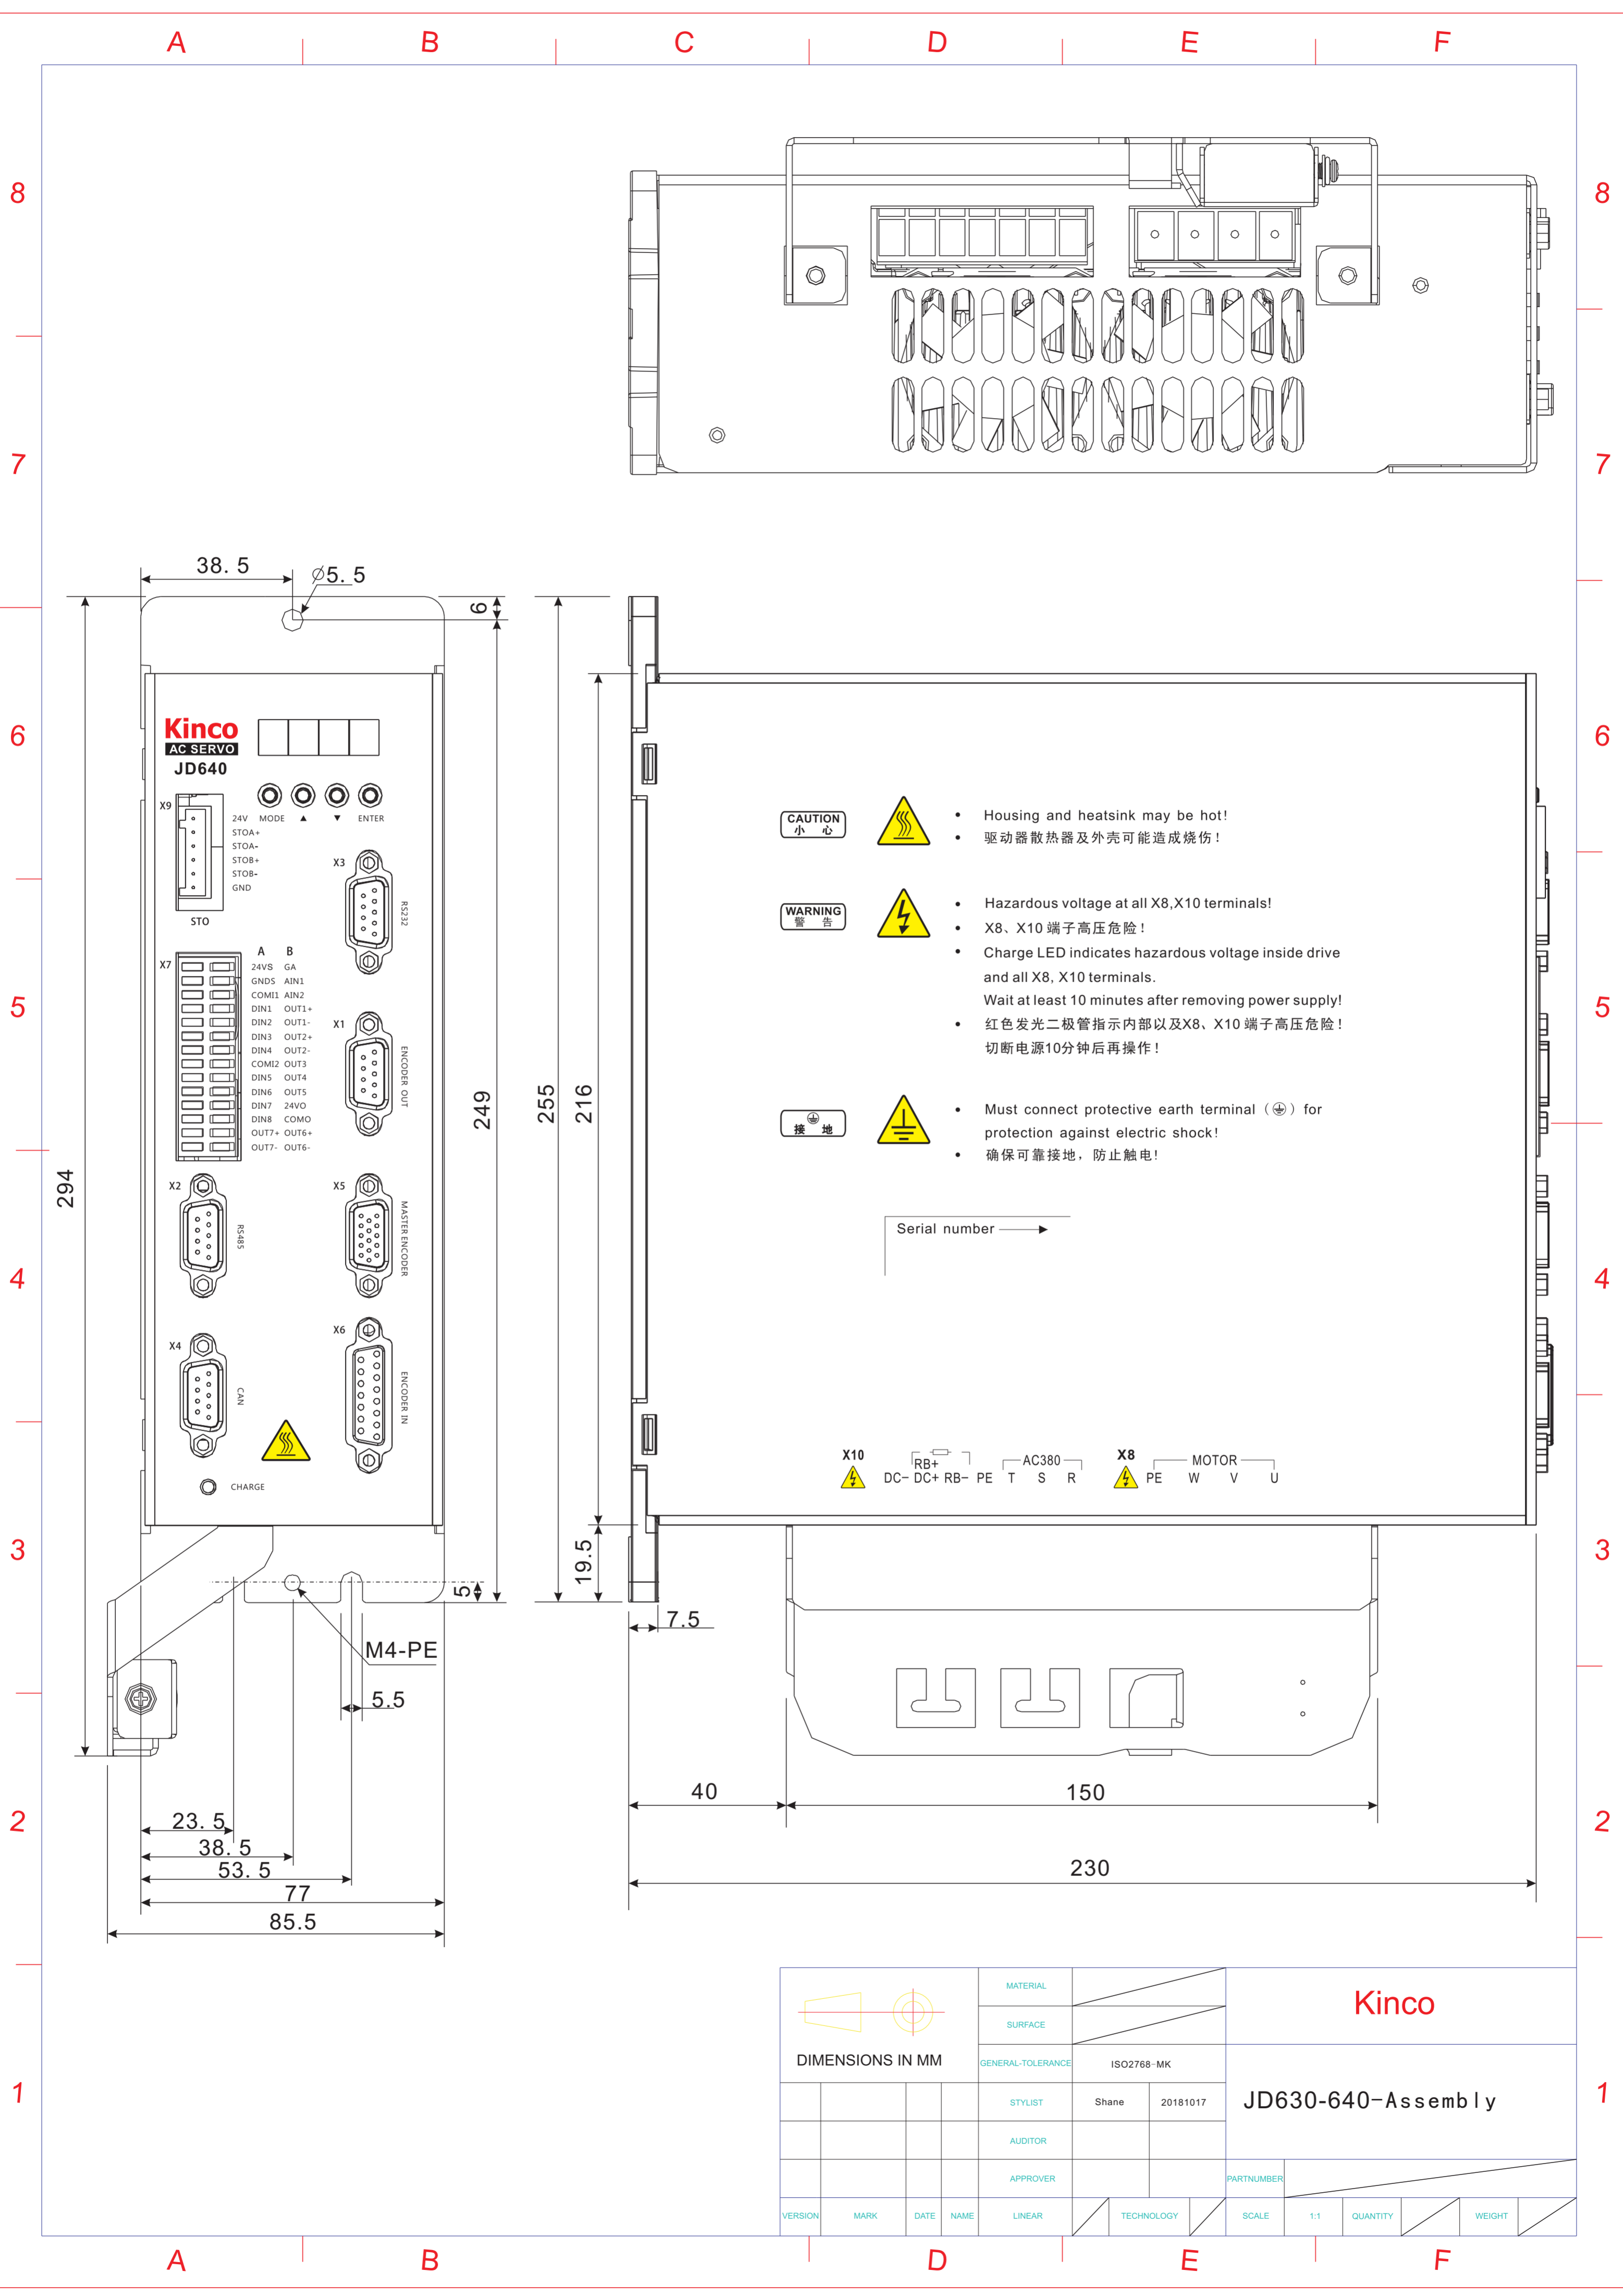 A B C D E F
8 8
7 7
38. 5
∅5. 5
6
6 6
Kinco
AC SERVO
JD640
X9
24V MODE ▲ ▼ ENTER
STOA+
STOA-
STOB+
STOB-
GND
STO
X3
RS232
A B
X7
24VS GA
GNDS AIN1
COMI1 AIN2
DIN1 OUT1+
DIN2 OUT1-
DIN3 OUT2+
DIN4 OUT2-
COMI2 OUT3
DIN5 OUT4
DIN6 OUT5
DIN7 24VO
DIN8 COMO
OUT7+ OUT6+
OUT7- OUT6-
X1
ENCODER OUT
X2
RS485
X5
MASTER ENCODER
X4
CAN
X6
ENCODER IN
CHARGE
294
249
255
216
19.5
5
M4-PE
5.5
7.5
CAUTION
小 心
• Housing and heatsink may be hot!
• 驱动器散热器及外壳可能造成烧伤!
WARNING
警 告
• Hazardous voltage at all X8,X10 terminals!
• X8、X10 端子高压危险!
• Charge LED indicates hazardous voltage inside drive
and all X8, X10 terminals.
Wait at least 10 minutes after removing power supply!
• 红色发光二极管指示内部以及X8、X10 端子高压危险!
切断电源10分钟后再操作!
接 地
• Must connect protective earth terminal (⏚) for
protection against electric shock!
• 确保可靠接地，防止触电!
Serial number
X10
RB+
AC380
DC- DC+ RB- PE T S R
X8
MOTOR
PE W V U
5 5
4 4
3 3
2 2
1 1
40
150
230
23. 5
38. 5
53. 5
77
85.5
DIMENSIONS IN MM
MATERIAL
SURFACE
GENERAL-TOLERANCE ISO2768-MK
STYLIST Shane 20181017
AUDITOR
APPROVER
Kinco
JD630-640-Assembly
PARTNUMBER
VERSION MARK DATE NAME LINEAR TECHNOLOGY SCALE 1:1 QUANTITY WEIGHT
A B D E F